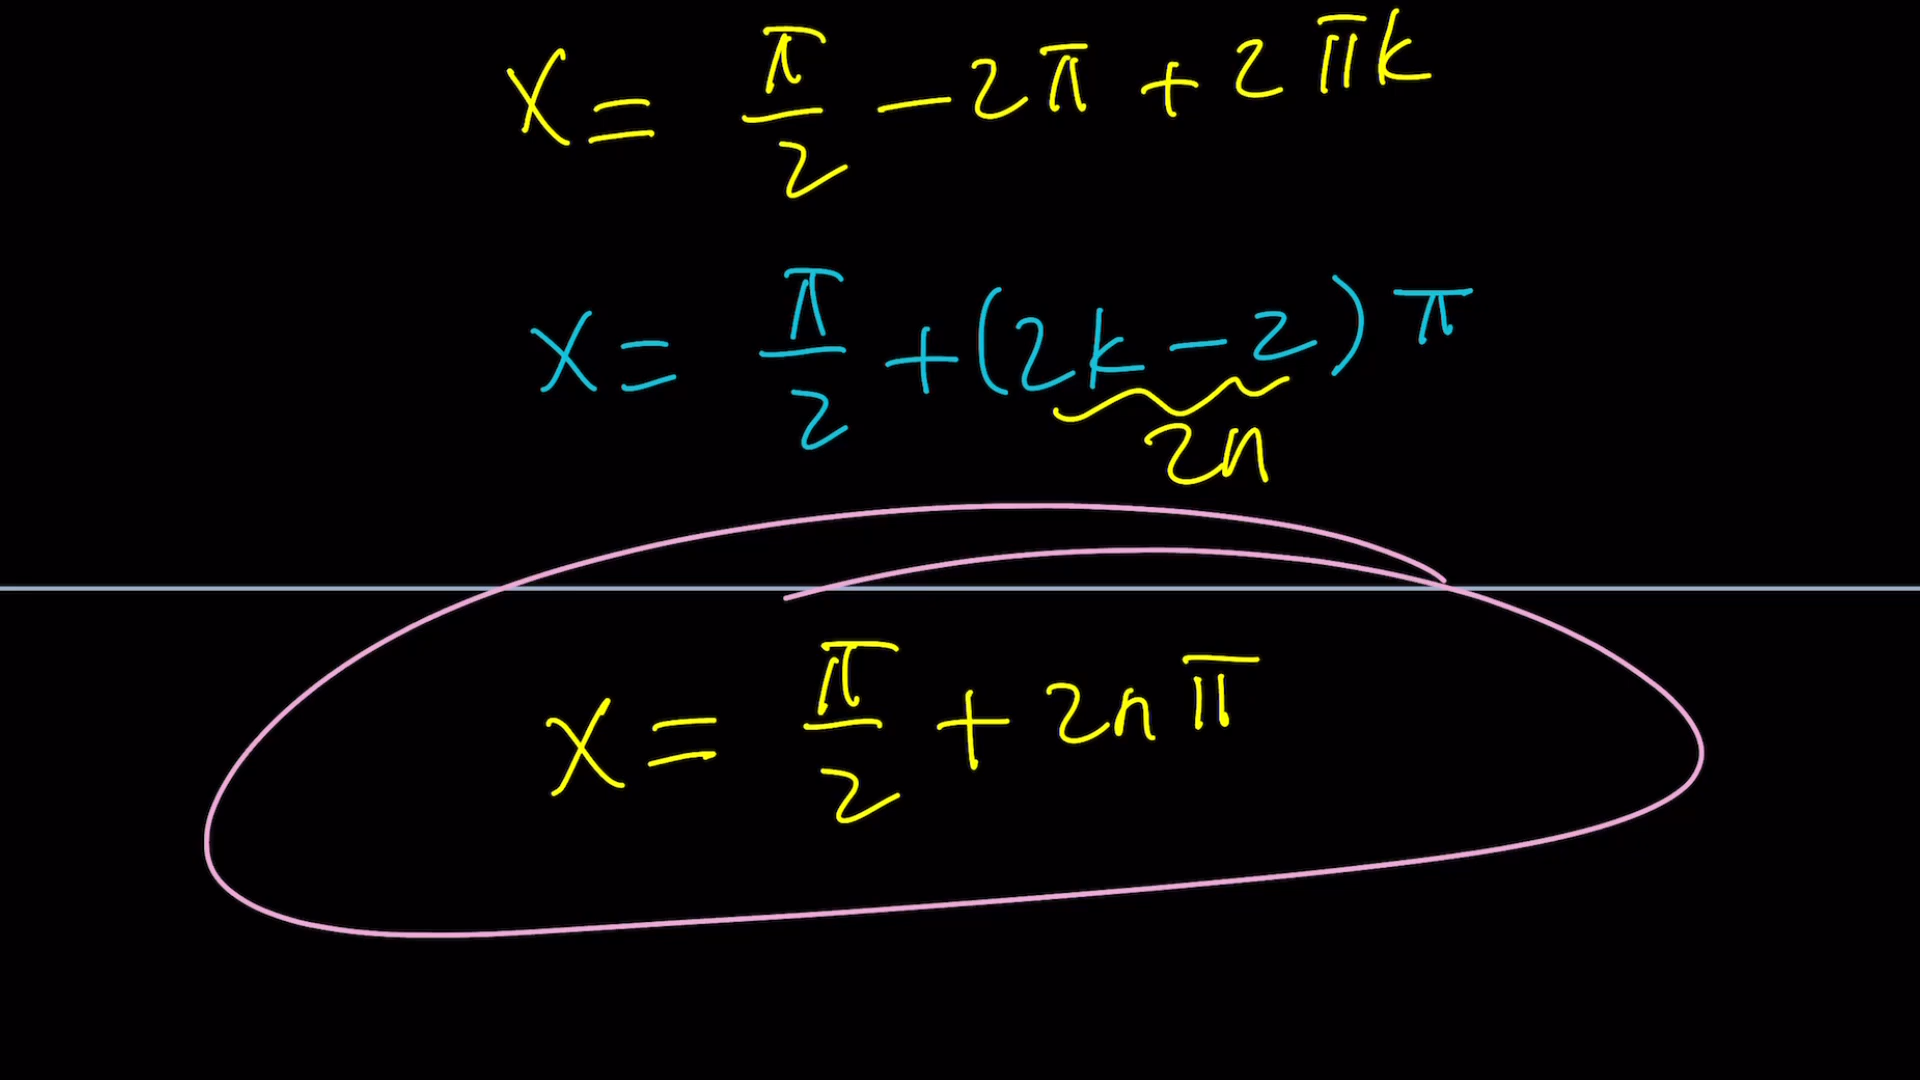 x = π/2 - 2π + 2πk
x = π/2 + (2k - 2)π
2n
x = π/2 + 2nπ